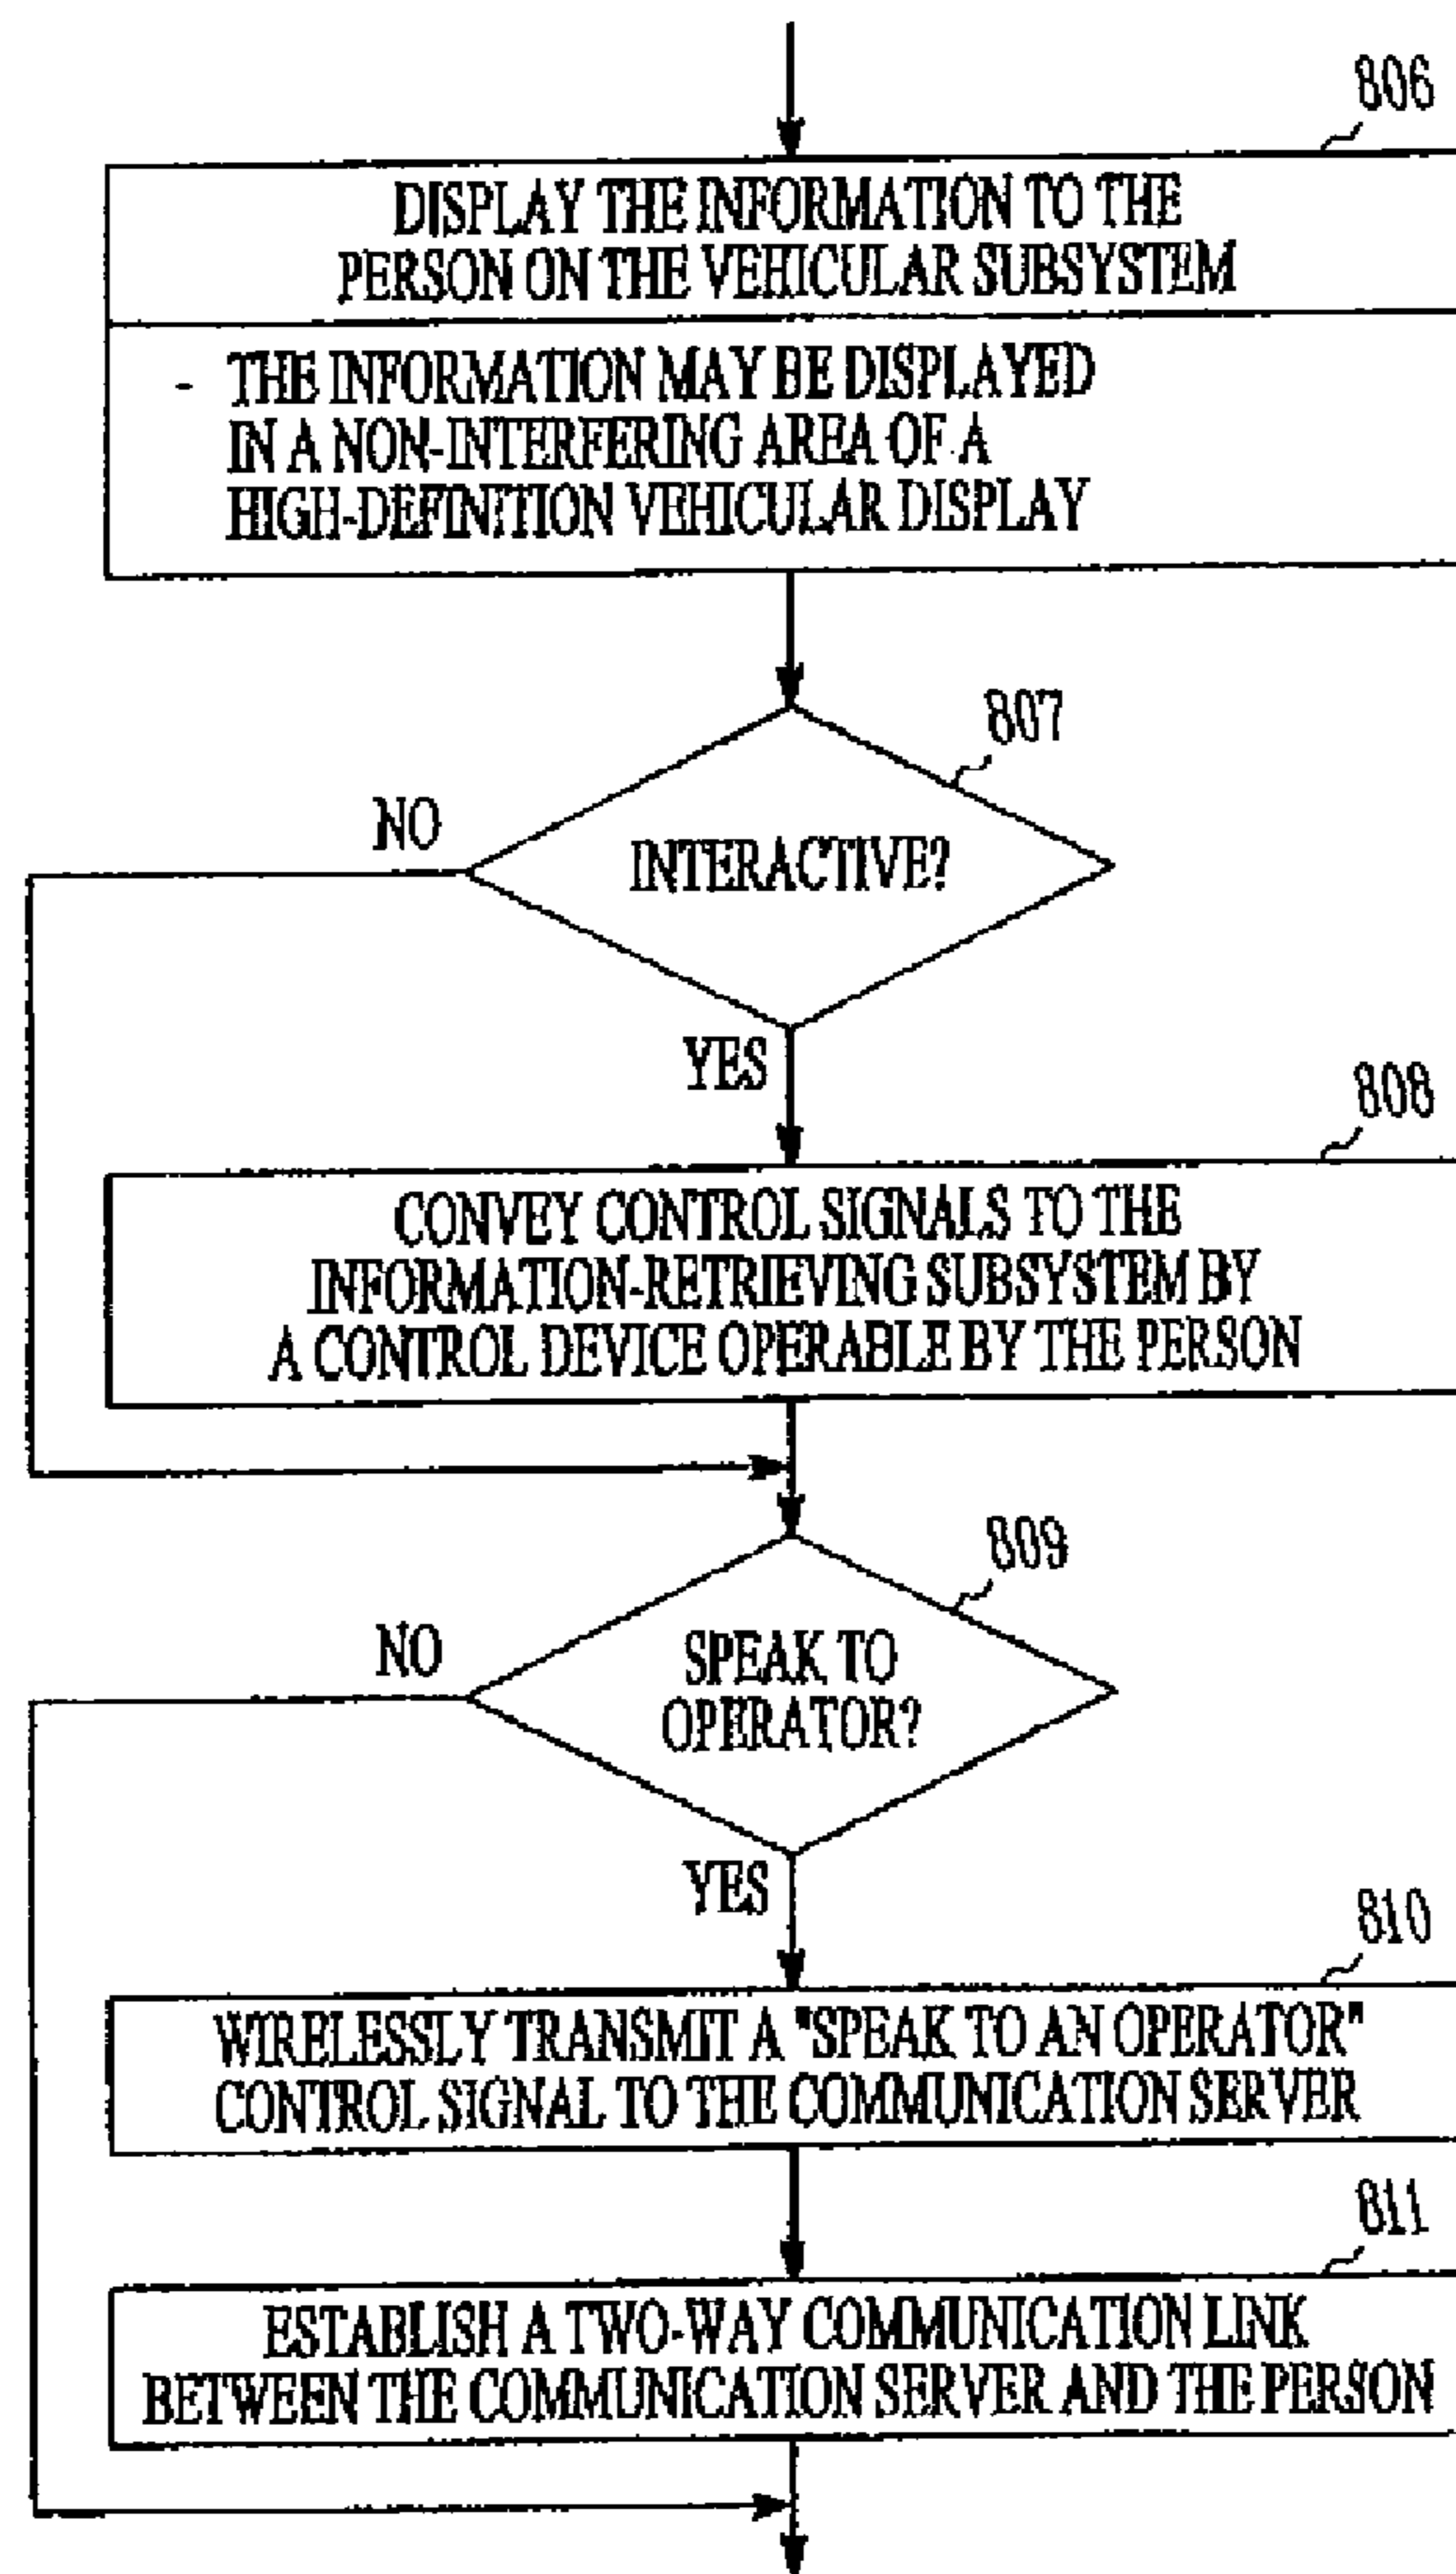 806
DISPLAY THE INFORMATION TO THE
PERSON ON THE VEHICULAR SUBSYSTEM
- THE INFORMATION MAY BE DISPLAYED
IN A NON-INTERFERING AREA OF A
HIGH-DEFINITION VEHICULAR DISPLAY
807
NO
INTERACTIVE?
YES
808
CONVEY CONTROL SIGNALS TO THE
INFORMATION-RETRIEVING SUBSYSTEM BY
A CONTROL DEVICE OPERABLE BY THE PERSON
809
NO
SPEAK TO
OPERATOR?
YES
810
WIRELESSLY TRANSMIT A "SPEAK TO AN OPERATOR"
CONTROL SIGNAL TO THE COMMUNICATION SERVER
811
ESTABLISH A TWO-WAY COMMUNICATION LINK
BETWEEN THE COMMUNICATION SERVER AND THE PERSON